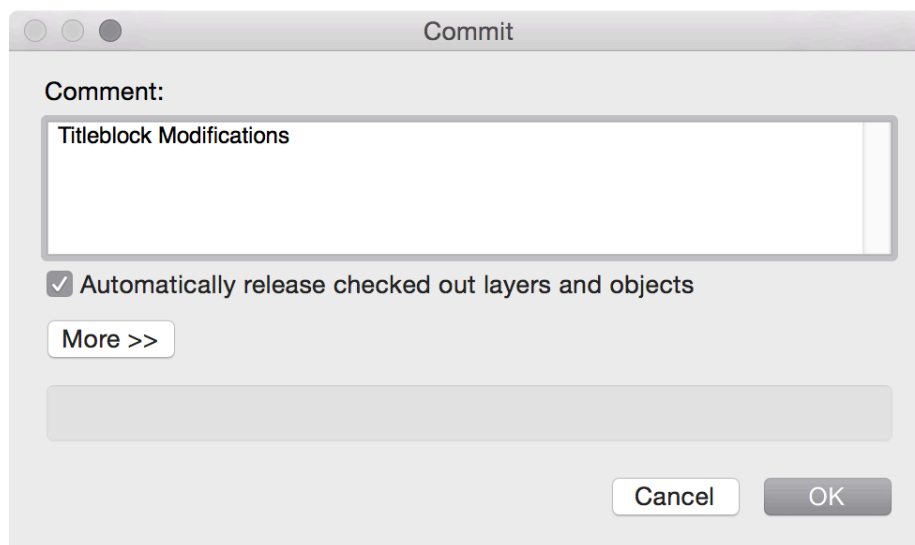 Commit
Comment:
Titleblock Modifications
Automatically release checked out layers and objects
More >>
Cancel
OK